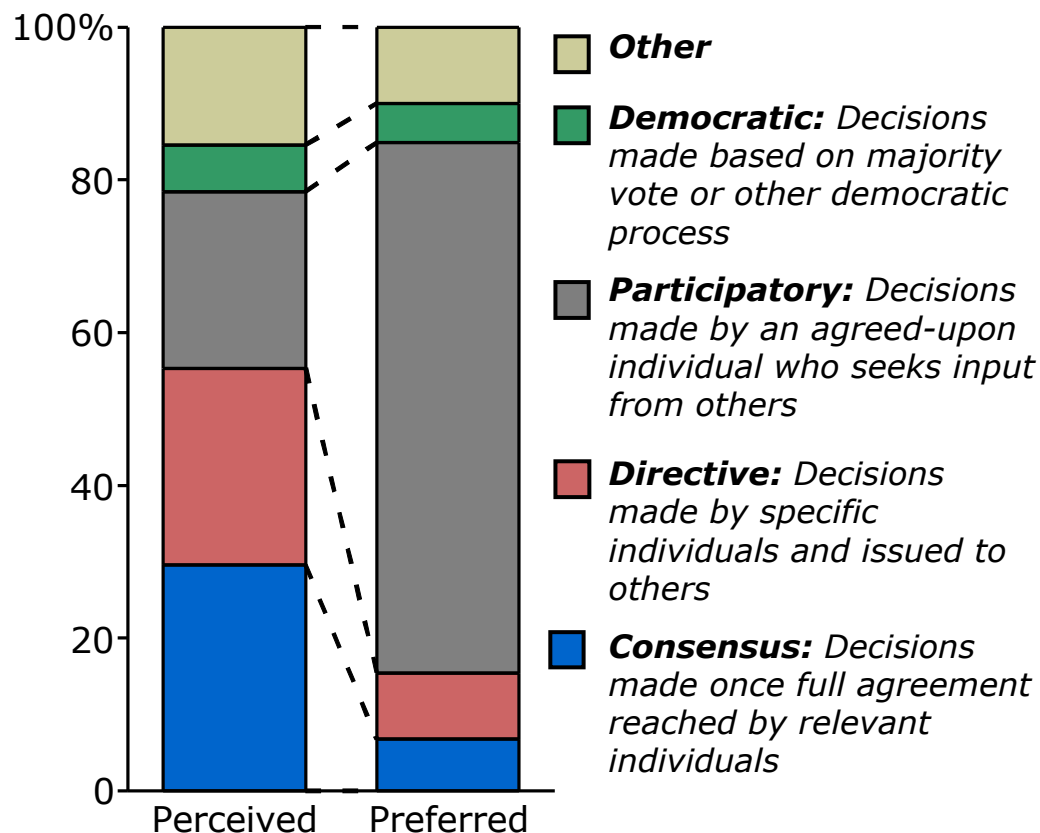 100%
80
60
40
20
0
Perceived
Preferred
Other
Democratic: Decisions
made based on majority
vote or other democratic
process
Participatory: Decisions
made by an agreed-upon
individual who seeks input
from others
Directive: Decisions
made by specific
individuals and issued to
others
Consensus: Decisions
made once full agreement
reached by relevant
individuals